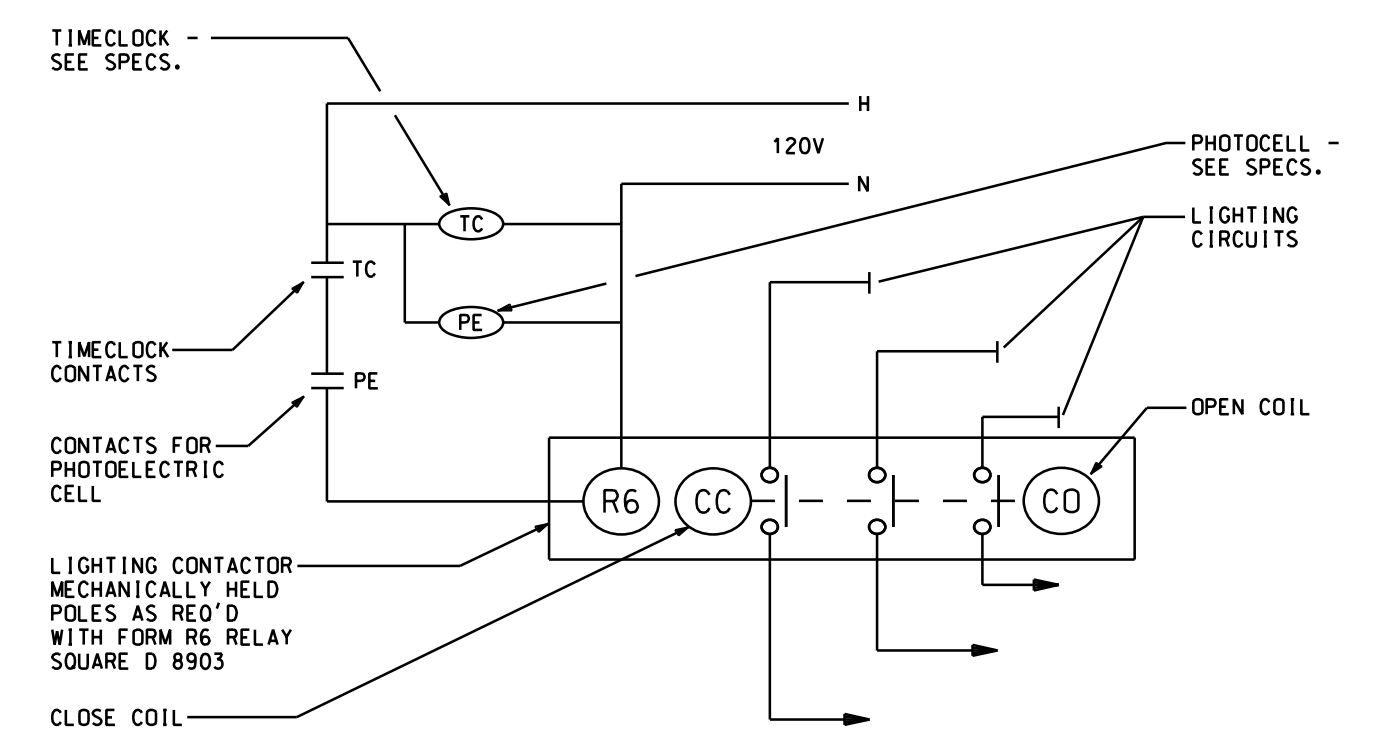 TIMECLOCK -
SEE SPECS.
H
120V
PHOTOCELL -
SEE SPECS.
N
LIGHTING
CIRCUITS
TC
TC
PE
TIMECLOCK
CONTACTS
PE
OPEN COIL
CONTACTS FOR
PHOTOELECTRIC
CELL
R6
CC
CO
LIGHTING CONTACTOR
MECHANICALLY HELD
POLES AS REQ'D
WITH FORM R6 RELAY
SQUARE D 8903
CLOSE COIL